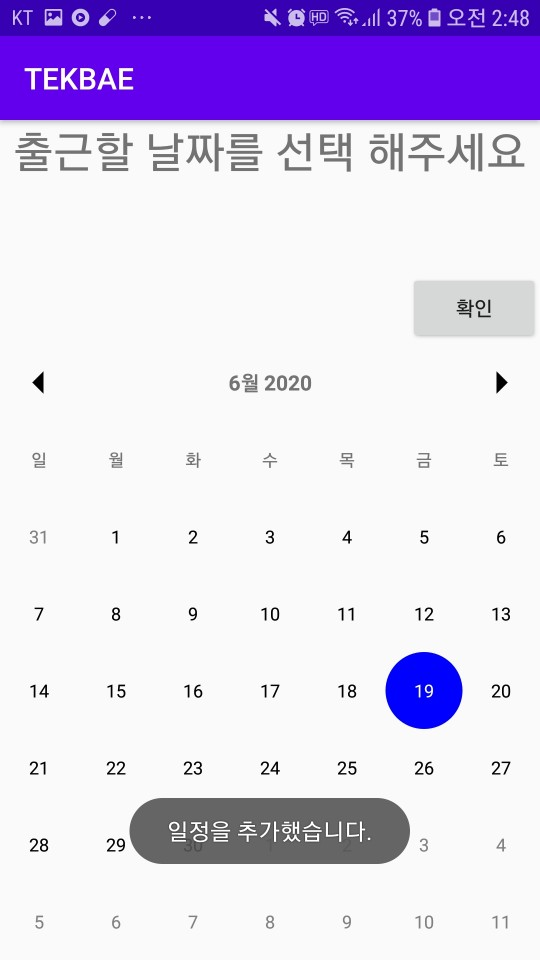 KT HD 37% 오전 2:48
TEKBAE
출근할 날짜를 선택 해주세요
확인
6월 2020
일 월 화 수 목 금 토
31 1 2 3 4 5 6
7 8 9 10 11 12 13
14 15 16 17 18 19 20
21 22 23 24 25 26 27
28 29 30 1 2 3 4
일정을 추가했습니다.
5 6 7 8 9 10 11